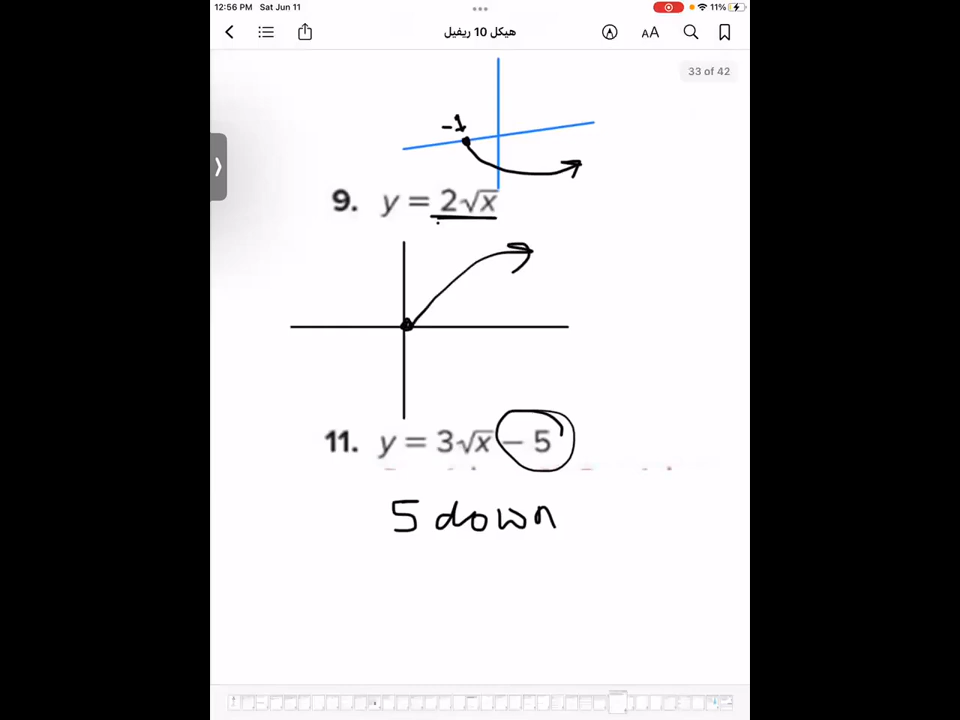 12:56 PM Sat Jun 11
11%
هيكل 10 ريفيل
AA
33 of 42
-1
9. y = 2√x
11. y = 3√x - 5
5 down